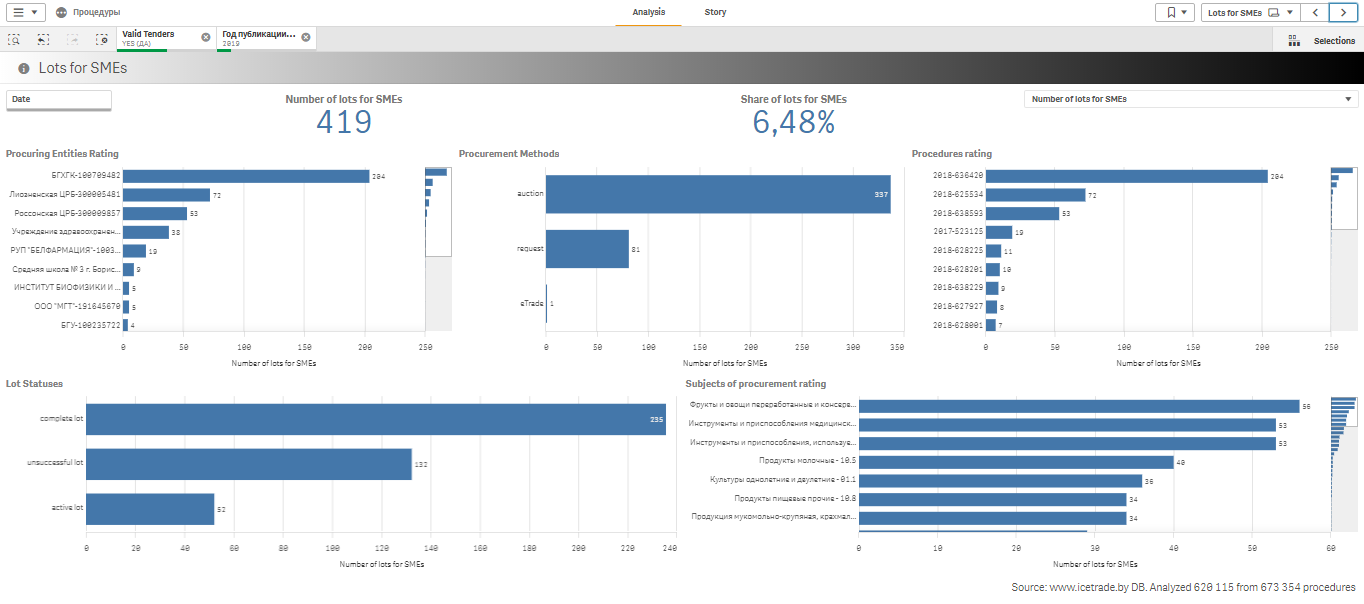 Процедуры
Analysis
Story
Lots for SMEs
Valid Tenders
YES (ДА)
Год публикации...
2019
Selections
Lots for SMEs
Date
Number of lots for SMEs
419
Share of lots for SMEs
6,48%
Number of lots for SMEs
Procuring Entities Rating
БГХГК-100709482
204
Лиозненская ЦРБ-300005481
72
Россонская ЦРБ-300009857
53
Учреждение здравоохранен...
38
РУП "БЕЛФАРМАЦИЯ"-1003...
19
Средняя школа № 3 г. Борис...
9
ИНСТИТУТ БИОФИЗИКИ И ...
5
ООО "МГТ"-191645670
5
БГУ-100235722
4
0 50 100 150 200 250
Number of lots for SMEs
Procurement Methods
auction
337
request
81
eTrade
1
0 50 100 150 200 250 300 350
Number of lots for SMEs
Procedures rating
2018-636420
204
2018-625534
72
2018-638593
53
2017-523125
19
2018-628225
11
2018-628201
10
2018-638229
9
2018-627927
8
2018-628001
7
0 50 100 150 200 250
Number of lots for SMEs
Lot Statuses
complete lot
235
unsuccessful lot
132
active lot
52
0 20 40 60 80 100 120 140 160 180 200 220 240
Number of lots for SMEs
Subjects of procurement rating
Фрукты и овощи переработанные и консерв...
56
Инструменты и приспособления медицинск...
53
Инструменты и приспособления, используе...
53
Продукты молочные - 10.5
40
Культуры однолетние и двулетние - 01.1
36
Продукты пищевые прочие - 10.8
34
Продукция мукомольно-крупяная, крахмал...
34
0 10 20 30 40 50 60
Number of lots for SMEs
Source: www.icetrade.by DB. Analyzed 620 115 from 673 354 procedures